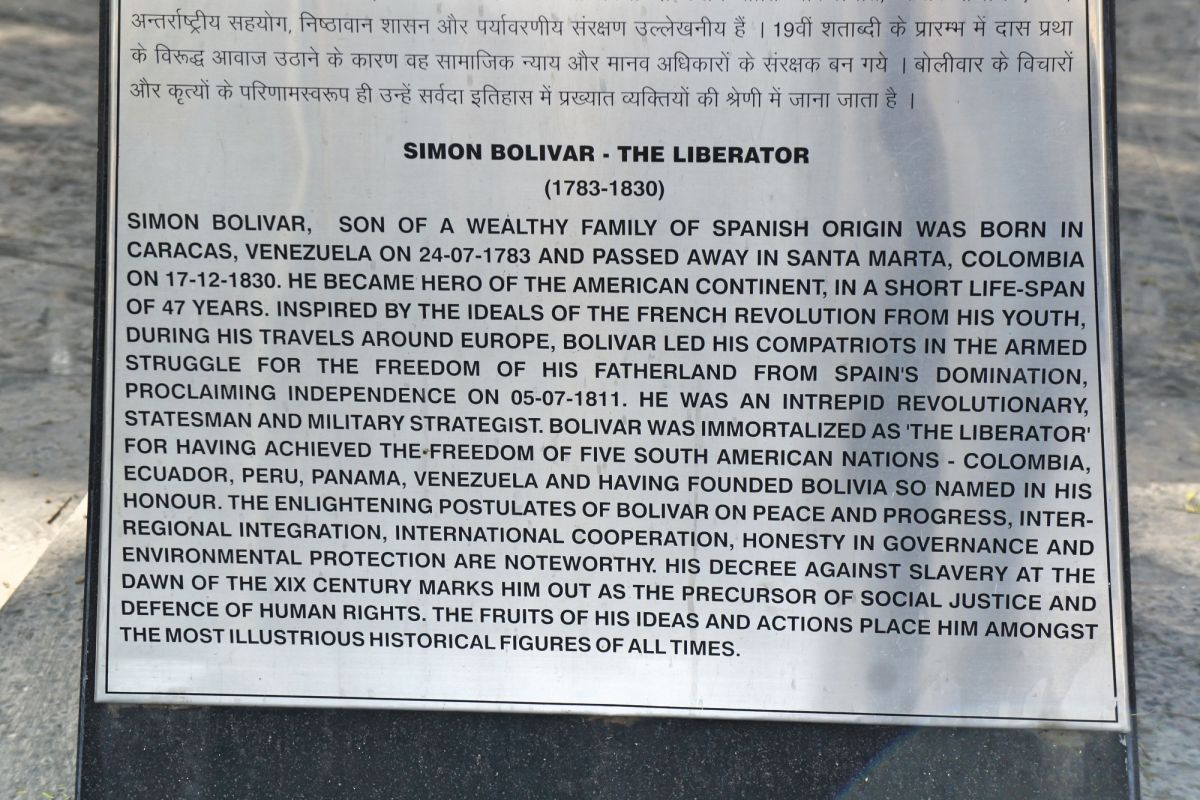 अन्तर्राष्ट्रीय सहयोग, निष्ठावान शासन और पर्यावरणीय संरक्षण उल्लेखनीय हैं । 19वीं शताब्दी के प्रारम्भ में दास प्रथा
के विरूद्ध आवाज उठाने के कारण वह सामाजिक न्याय और मानव अधिकारों के संरक्षक बन गये । बोलीवार के विचारों
और कृत्यों के परिणामस्वरूप ही उन्हें सर्वदा इतिहास में प्रख्यात व्यक्तियों की श्रेणी में जाना जाता है ।
SIMON BOLIVAR - THE LIBERATOR
(1783-1830)
SIMON BOLIVAR, SON OF A WEALTHY FAMILY OF SPANISH ORIGIN WAS BORN IN
CARACAS, VENEZUELA ON 24-07-1783 AND PASSED AWAY IN SANTA MARTA, COLOMBIA
ON 17-12-1830. HE BECAME HERO OF THE AMERICAN CONTINENT, IN A SHORT LIFE-SPAN
OF 47 YEARS. INSPIRED BY THE IDEALS OF THE FRENCH REVOLUTION FROM HIS YOUTH,
DURING HIS TRAVELS AROUND EUROPE, BOLIVAR LED HIS COMPATRIOTS IN THE ARMED
STRUGGLE FOR THE FREEDOM OF HIS FATHERLAND FROM SPAIN'S DOMINATION,
PROCLAIMING INDEPENDENCE ON 05-07-1811. HE WAS AN INTREPID REVOLUTIONARY,
STATESMAN AND MILITARY STRATEGIST. BOLIVAR WAS IMMORTALIZED AS 'THE LIBERATOR'
FOR HAVING ACHIEVED THE FREEDOM OF FIVE SOUTH AMERICAN NATIONS - COLOMBIA,
ECUADOR, PERU, PANAMA, VENEZUELA AND HAVING FOUNDED BOLIVIA SO NAMED IN HIS
HONOUR. THE ENLIGHTENING POSTULATES OF BOLIVAR ON PEACE AND PROGRESS, INTER-
REGIONAL INTEGRATION, INTERNATIONAL COOPERATION, HONESTY IN GOVERNANCE AND
ENVIRONMENTAL PROTECTION ARE NOTEWORTHY. HIS DECREE AGAINST SLAVERY AT THE
DAWN OF THE XIX CENTURY MARKS HIM OUT AS THE PRECURSOR OF SOCIAL JUSTICE AND
DEFENCE OF HUMAN RIGHTS. THE FRUITS OF HIS IDEAS AND ACTIONS PLACE HIM AMONGST
THE MOST ILLUSTRIOUS HISTORICAL FIGURES OF ALL TIMES.